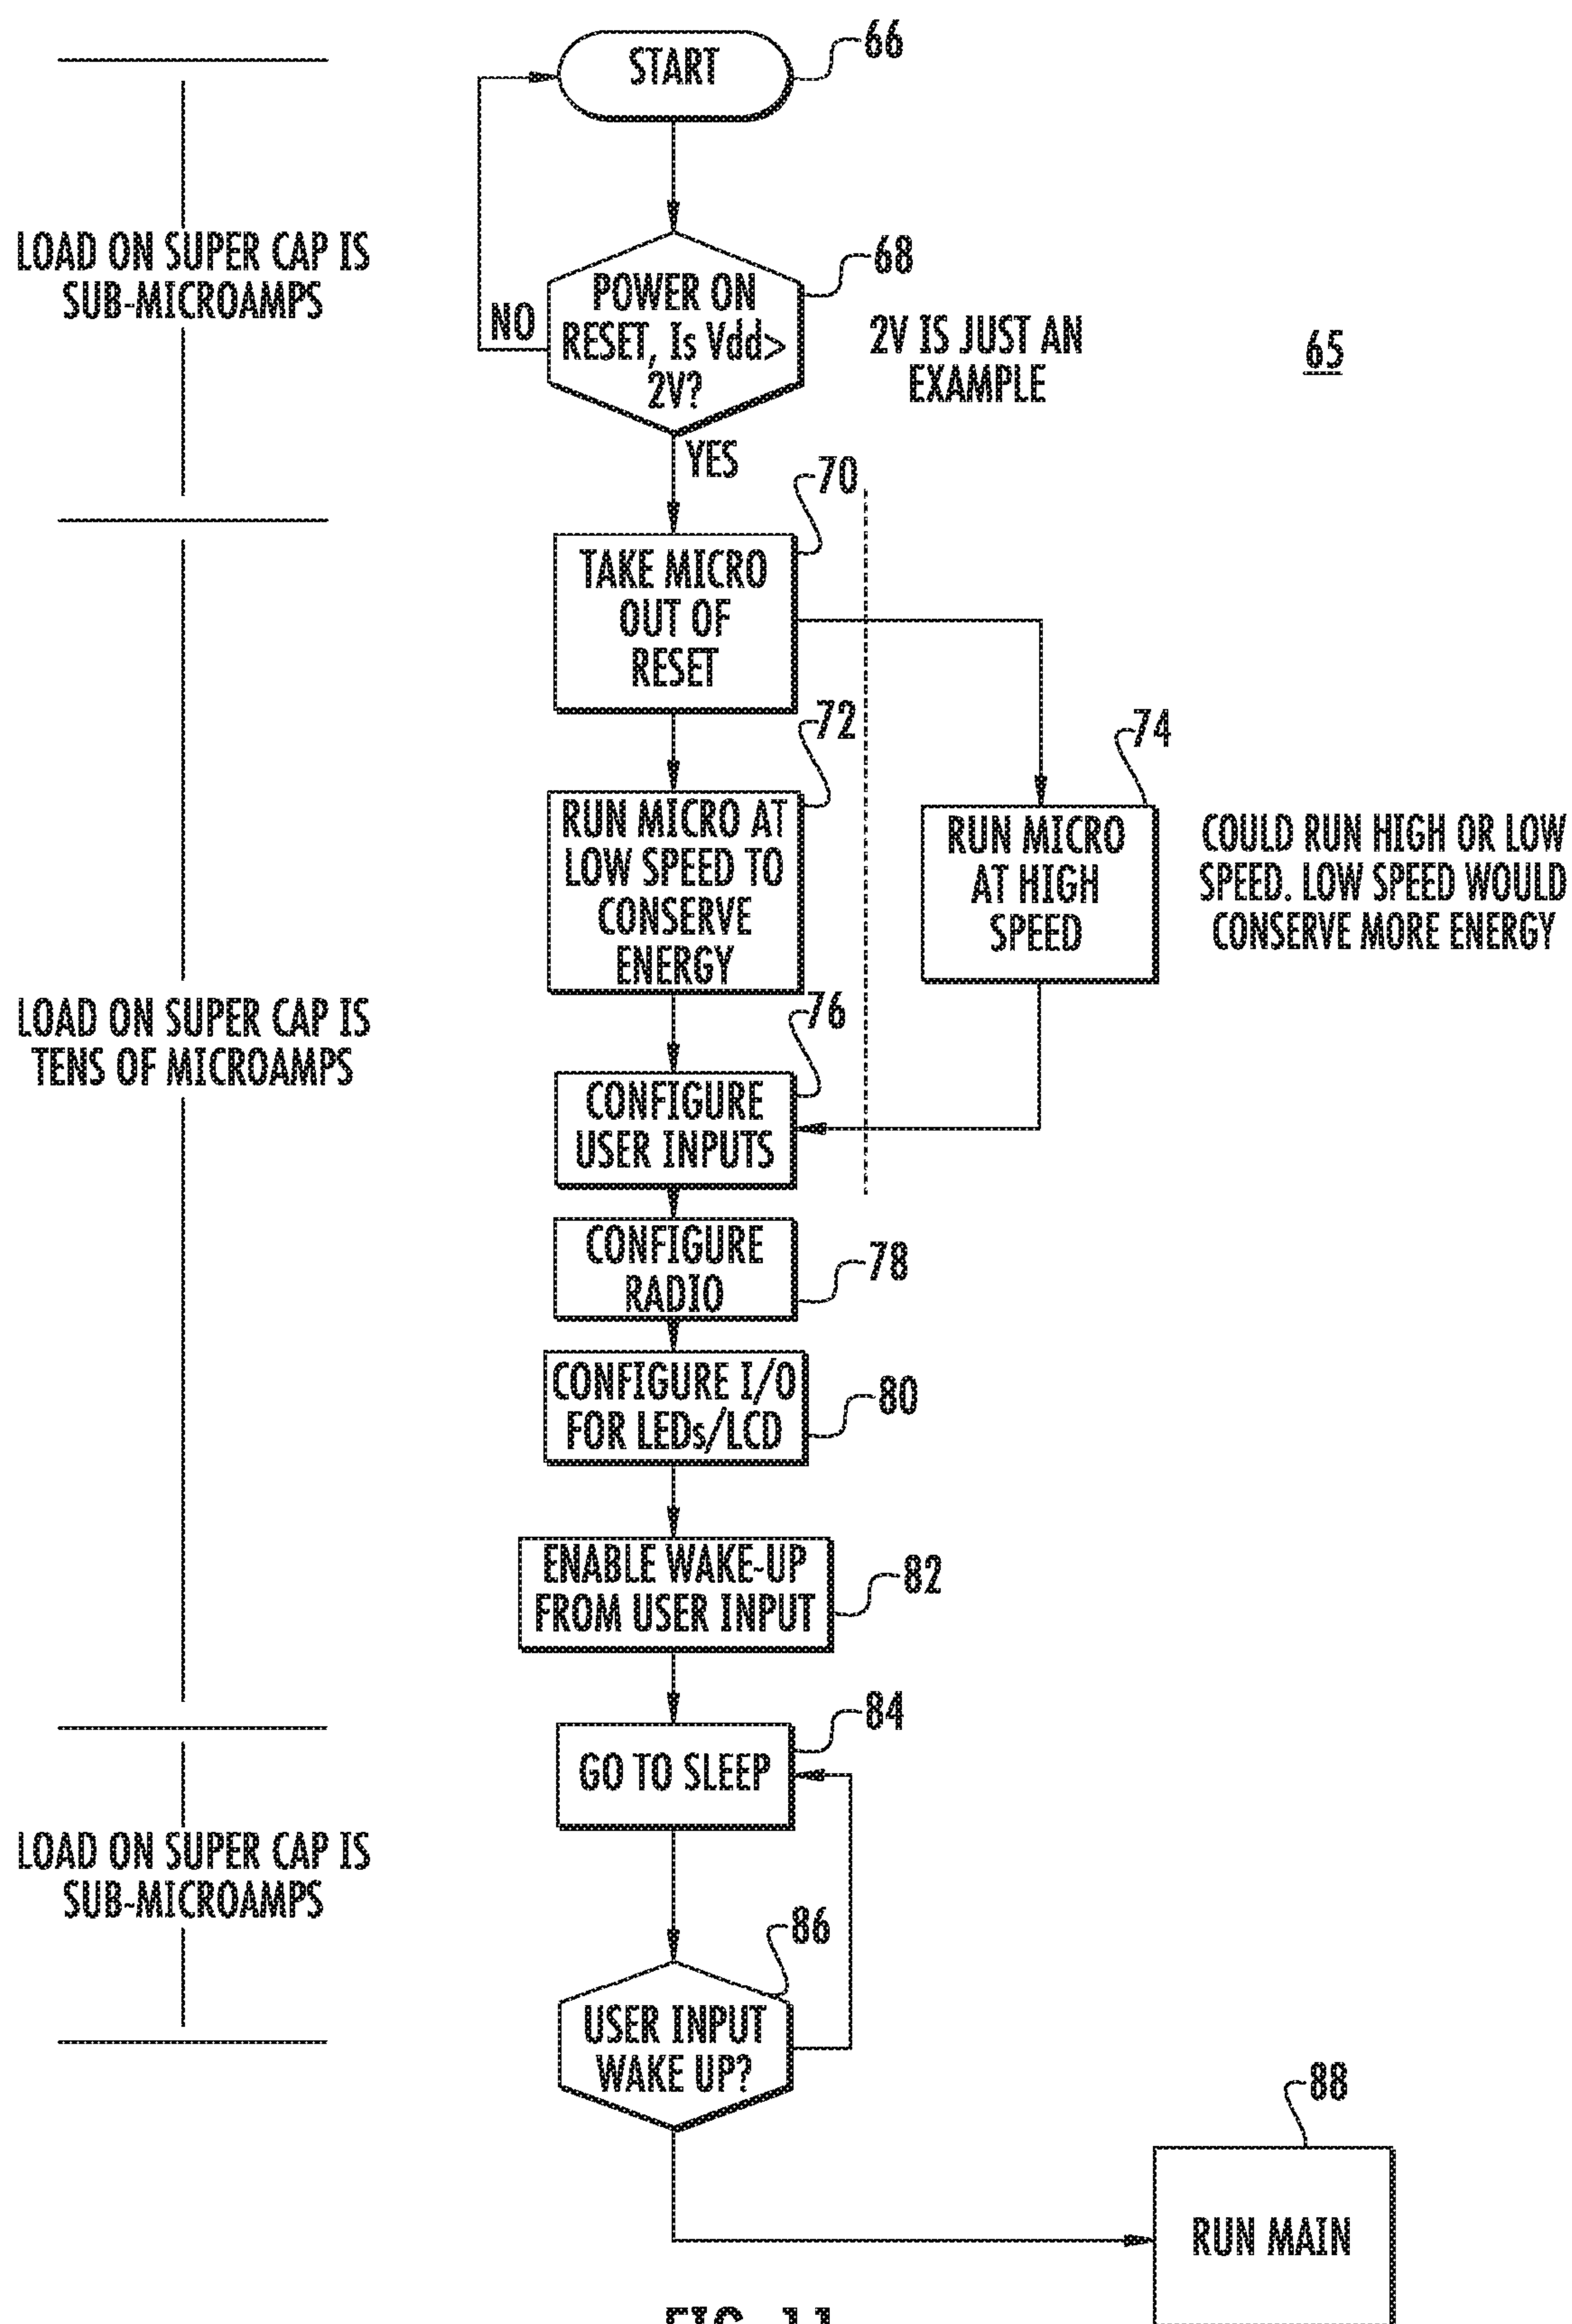 START
66
LOAD ON SUPER CAP IS
SUB-MICROAMPS
NO
POWER ON
RESET, Is Vdd>
2V?
68
2V IS JUST AN
EXAMPLE
65
YES
70
TAKE MICRO
OUT OF
RESET
72
RUN MICRO AT
LOW SPEED TO
CONSERVE
ENERGY
74
RUN MICRO
AT HIGH
SPEED
COULD RUN HIGH OR LOW
SPEED. LOW SPEED WOULD
CONSERVE MORE ENERGY
LOAD ON SUPER CAP IS
TENS OF MICROAMPS
76
CONFIGURE
USER INPUTS
CONFIGURE
RADIO
78
CONFIGURE I/O
FOR LEDs/LCD
80
ENABLE WAKE-UP
FROM USER INPUT
82
84
GO TO SLEEP
LOAD ON SUPER CAP IS
SUB-MICROAMPS
86
USER INPUT
WAKE UP?
88
RUN MAIN
FIG. 11